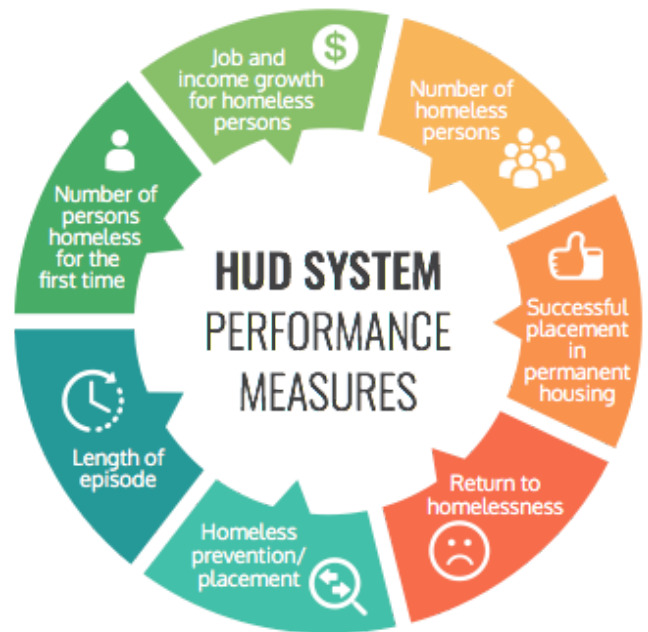 Job and
income growth
for homeless
persons
$
Number of
homeless
persons
Successful
placement
in
permanent
housing
Return to
homelessness
Homeless
prevention/
placement
Length of
episode
Number of
persons
homeless
for the
first time
HUD SYSTEM
PERFORMANCE
MEASURES